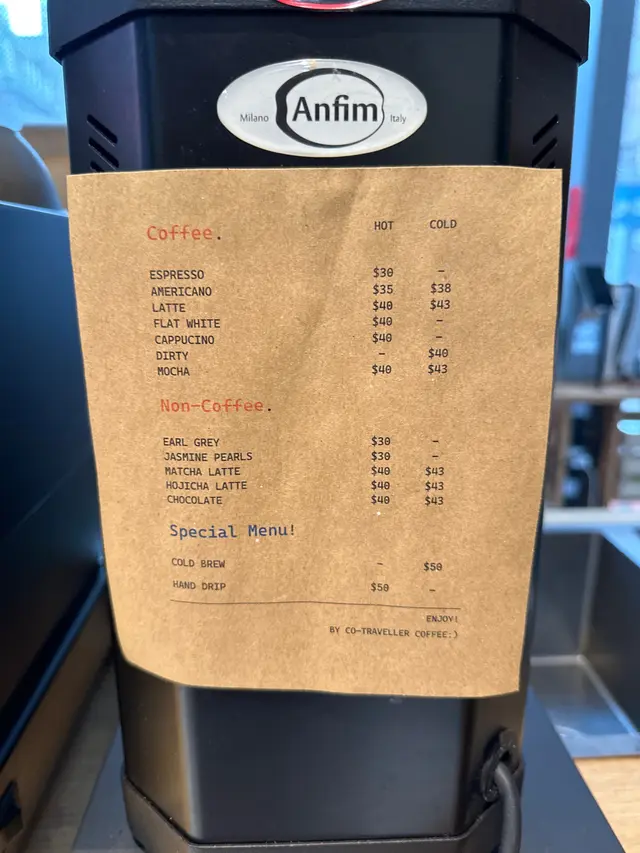 Milano Anfim Italy
Coffee. HOT COLD
ESPRESSO $30 –
AMERICANO $35 $38
LATTE $40 $43
FLAT WHITE $40 –
CAPPUCINO $40 –
DIRTY – $40
MOCHA $40 $43
Non-Coffee.
EARL GREY $30 –
JASMINE PEARLS $30 –
MATCHA LATTE $40 $43
HOJICHA LATTE $40 $43
CHOCOLATE $40 $43
Special Menu!
COLD BREW – $50
HAND DRIP $50 –
ENJOY!
BY CO-TRAVELLER COFFEE:)